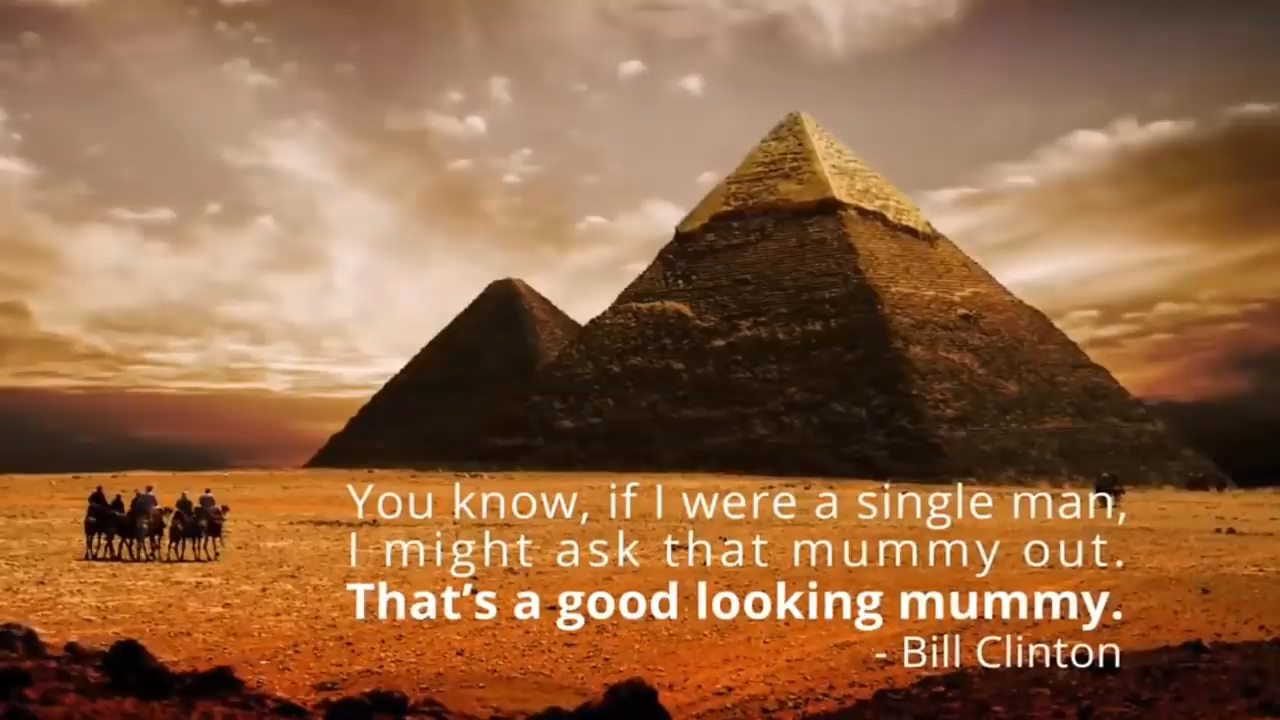 You know, if I were a single man,
I might ask that mummy out.
That's a good looking mummy.
- Bill Clinton